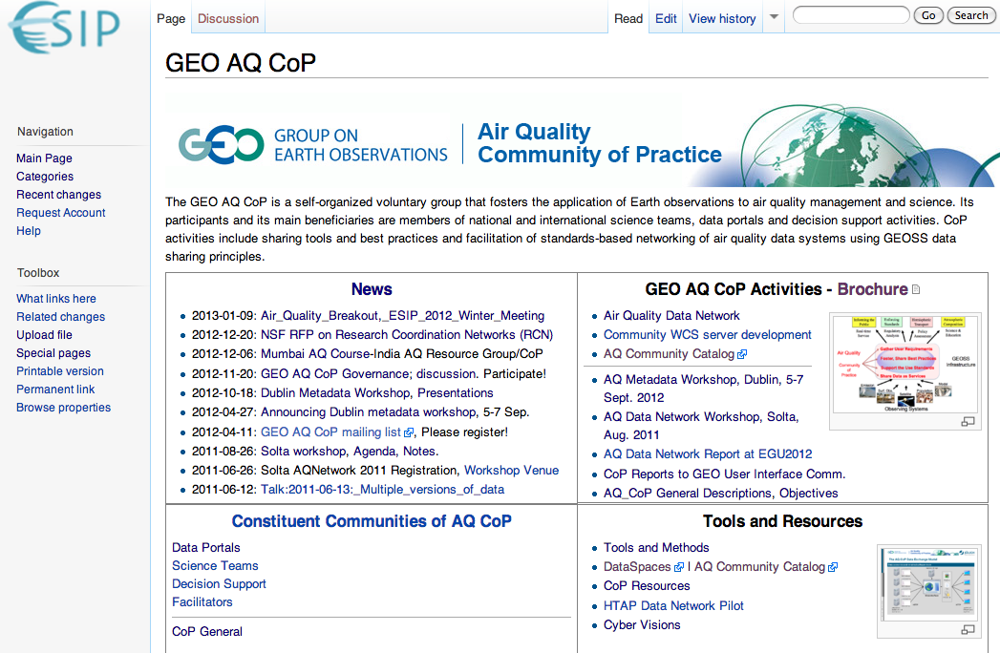 ESIP
Page
Discussion
Read
Edit
View history
Go
Search
GEO AQ CoP
GEO
GROUP ON
EARTH OBSERVATIONS
Air Quality
Community of Practice
Navigation
Main Page
Categories
Recent changes
Request Account
Help
Toolbox
What links here
Related changes
Upload file
Special pages
Printable version
Permanent link
Browse properties
The GEO AQ CoP is a self-organized voluntary group that fosters the application of Earth observations to air quality management and science. Its
participants and its main beneficiaries are members of national and international science teams, data portals and decision support activities. CoP
activities include sharing tools and best practices and facilitation of standards-based networking of air quality data systems using GEOSS data
sharing principles.
News
2013-01-09: Air_Quality_Breakout,_ESIP_2012_Winter_Meeting
2012-12-20: NSF RFP on Research Coordination Networks (RCN)
2012-12-06: Mumbai AQ Course-India AQ Resource Group/CoP
2012-11-20: GEO AQ CoP Governance; discussion. Participate!
2012-10-18: Dublin Metadata Workshop, Presentations
2012-04-27: Announcing Dublin metadata workshop, 5-7 Sep.
2012-04-11: GEO AQ CoP mailing list, Please register!
2011-08-26: Solta workshop, Agenda, Notes.
2011-06-26: Solta AQNetwork 2011 Registration, Workshop Venue
2011-06-12: Talk:2011-06-13:_Multiple_versions_of_data
GEO AQ CoP Activities - Brochure
Air Quality Data Network
Community WCS server development
AQ Community Catalog
AQ Metadata Workshop, Dublin, 5-7
Sept. 2012
AQ Data Network Workshop, Solta,
Aug. 2011
AQ Data Network Report at EGU2012
CoP Reports to GEO User Interface Comm.
AQ_CoP General Descriptions, Objectives
Air Quality
Community of
Practice
Gather User Requirements
Foster, Share Best Practices
Support the Use Standards
Share Data as Services
GEOSS
Infrastructure
Observing Systems
Constituent Communities of AQ CoP
Data Portals
Science Teams
Decision Support
Facilitators
CoP General
Tools and Resources
Tools and Methods
DataSpaces | AQ Community Catalog
CoP Resources
HTAP Data Network Pilot
Cyber Visions